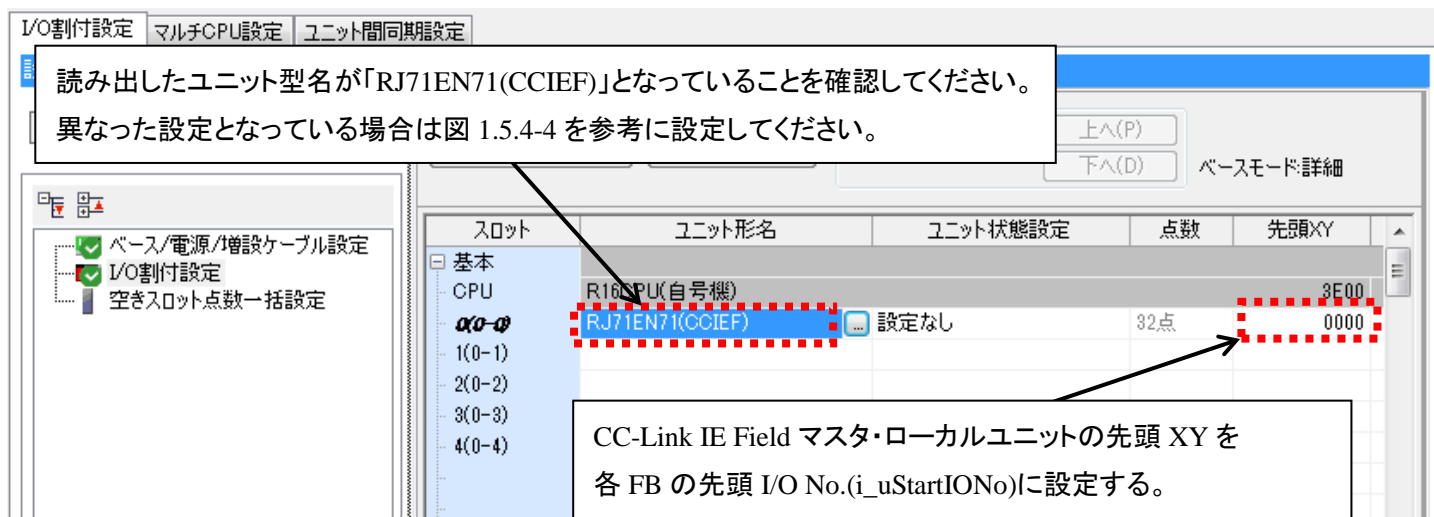 I/O割付設定 マルチCPU設定 ユニット間同期設定
読み出したユニット型名が「RJ71EN71(CCIEF)」となっていることを確認してください。
異なった設定となっている場合は図 1.5.4-4 を参考に設定してください。
上へ(P)
下へ(D)
ベースモード:詳細
ベース/電源/増設ケーブル設定
I/O割付設定
空きスロット点数一括設定
スロット ユニット形名 ユニット状態設定 点数 先頭XY
基本
CPU R16CPU(自号機) 3E00
0(0-0) RJ71EN71(CCIEF) ... 設定なし 32点 0000
1(0-1)
2(0-2)
3(0-3)
4(0-4)
CC-Link IE Field マスタ・ローカルユニットの先頭 XY を
各 FB の先頭 I/O No.(i_uStartIONo)に設定する。